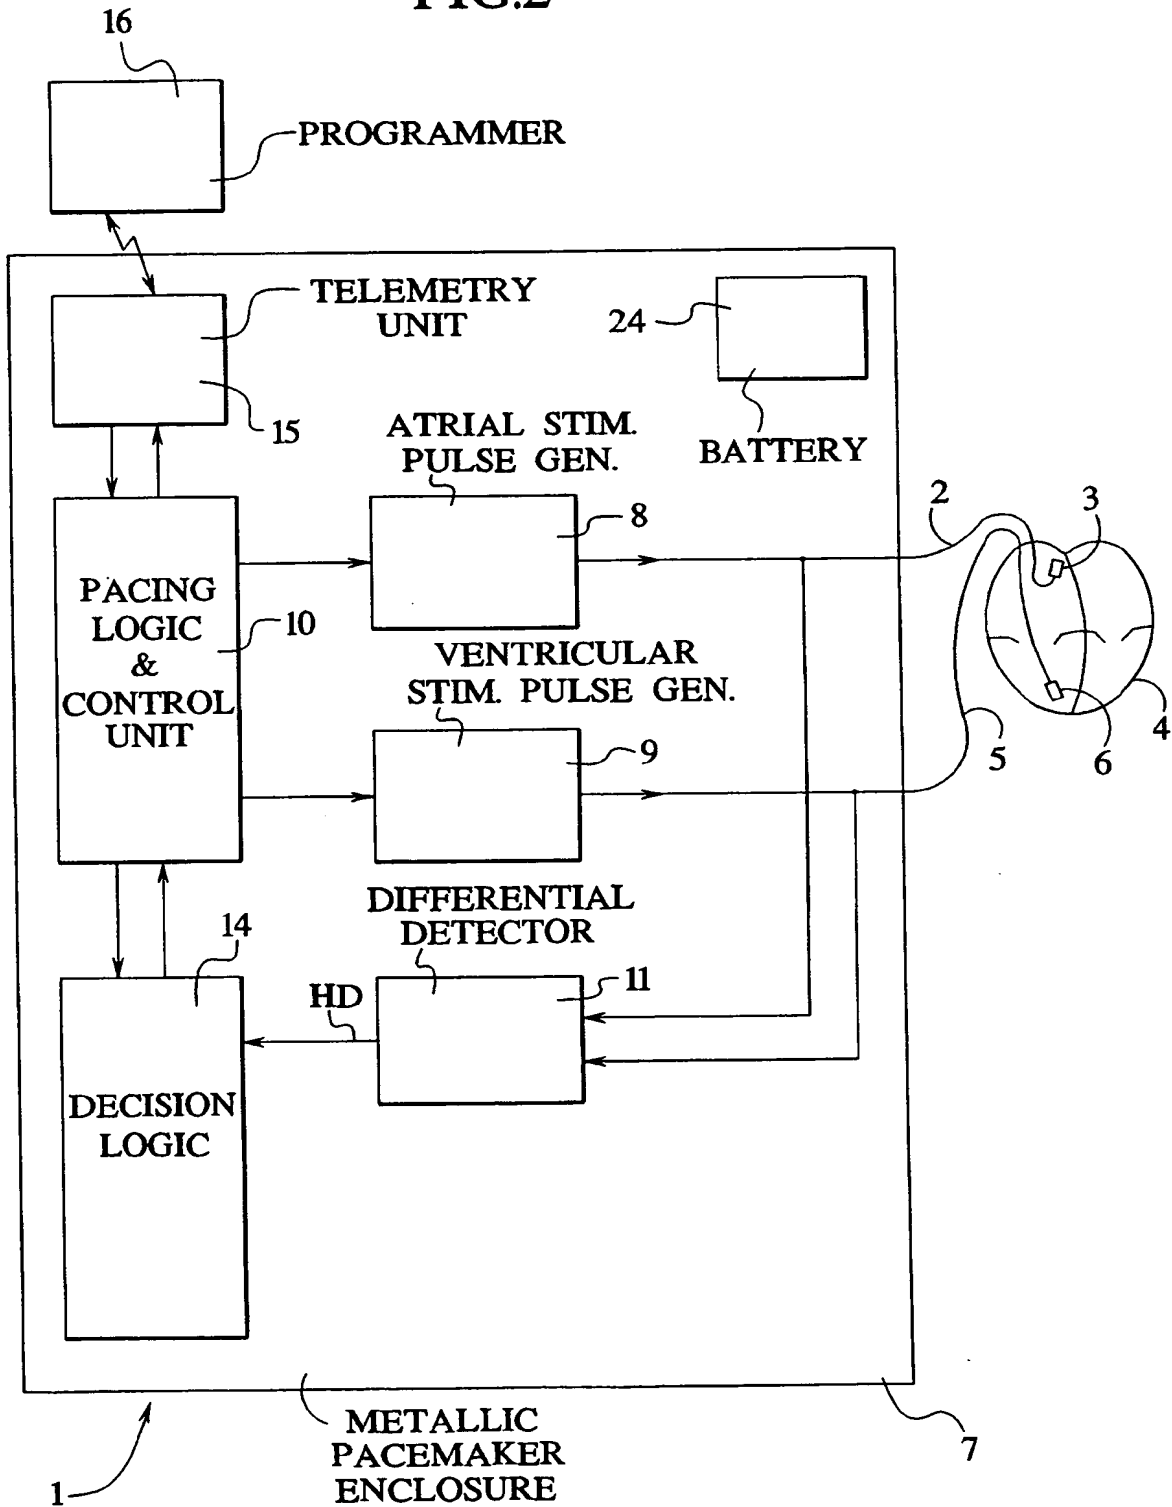 FIG.2
16
PROGRAMMER
TELEMETRY
UNIT
15
24
BATTERY
ATRIAL STIM.
PULSE GEN.
8
2
3
PACING
LOGIC
&
CONTROL
UNIT
10
VENTRICULAR
STIM. PULSE GEN.
9
5
6
4
DIFFERENTIAL
DETECTOR
14
HD
11
DECISION
LOGIC
METALLIC
PACEMAKER
ENCLOSURE
7
1